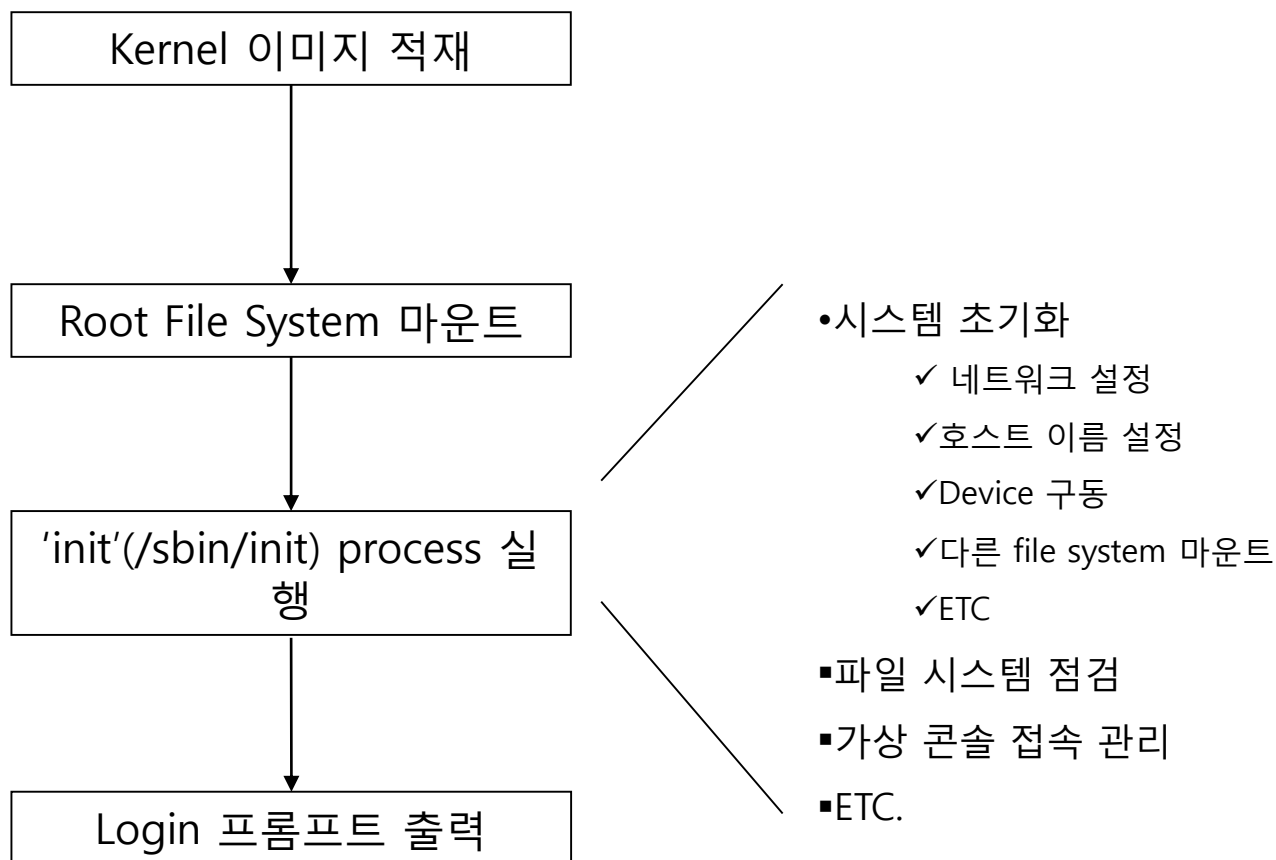 Kernel 이미지 적재
Root File System 마운트
'init'(/sbin/init) process 실
행
Login 프롬프트 출력
•시스템 초기화
✓ 네트워크 설정
✓호스트 이름 설정
✓Device 구동
✓다른 file system 마운트
✓ETC
▪파일 시스템 점검
▪가상 콘솔 접속 관리
▪ETC.